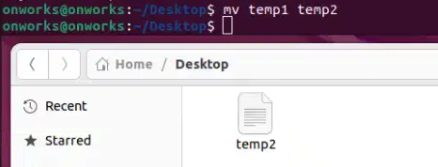 onworks@onworks:~/Desktop$ mv temp1 temp2
onworks@onworks:~/Desktop$
Home / Desktop
Recent
temp2
Starred